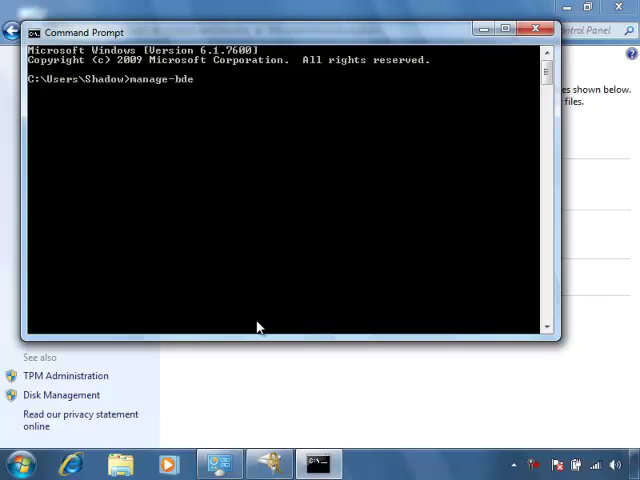 Command Prompt
Control Panel
Microsoft Windows [Version 6.1.7600]
Copyright (c) 2009 Microsoft Corporation.  All rights reserved.
C:\Users\Shadow>manage-bde
es shown below.
files.
See also
TPM Administration
Disk Management
Read our privacy statement
online